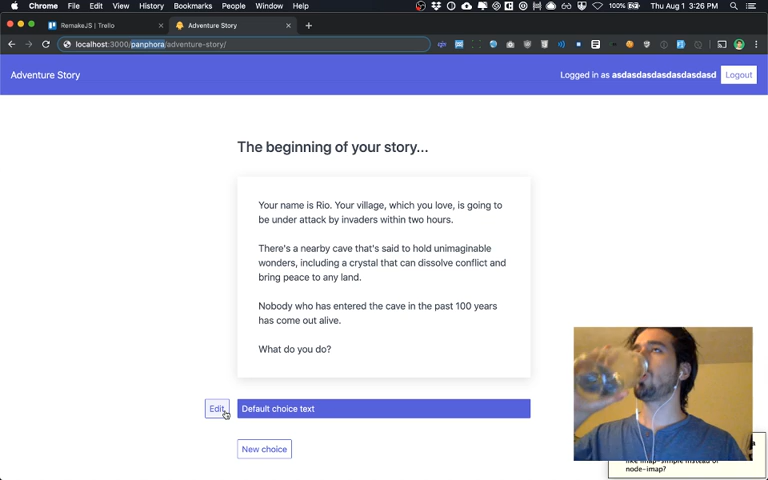 Chrome File Edit View History Bookmarks People Window Help 100% Thu Aug 1 3:26 PM
RemakeJS | Trello Adventure Story
localhost:3000/panphora/adventure-story/
Adventure Story Logged in as asdasdasdasdasdasdasd Logout
The beginning of your story...
Your name is Rio. Your village, which you love, is going to
be under attack by invaders within two hours.
There's a nearby cave that's said to hold unimaginable
wonders, including a crystal that can dissolve conflict and
bring peace to any land.
Nobody who has entered the cave in the past 100 years
has come out alive.
What do you do?
Edit Default choice text
New choice
like imap-simple instead of
node-imap?